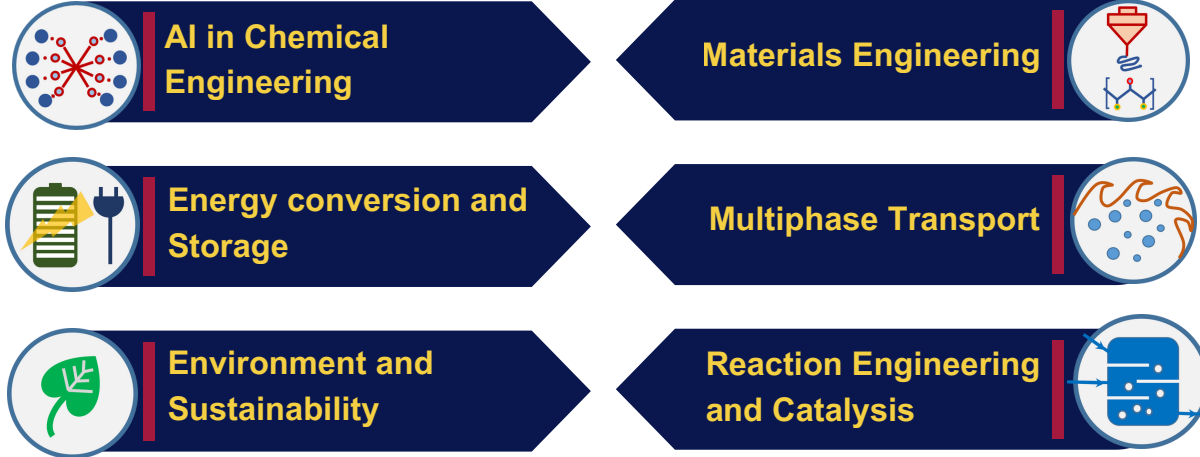 AI in Chemical
Engineering
Materials Engineering
Energy conversion and
Storage
Multiphase Transport
Environment and
Sustainability
Reaction Engineering
and Catalysis